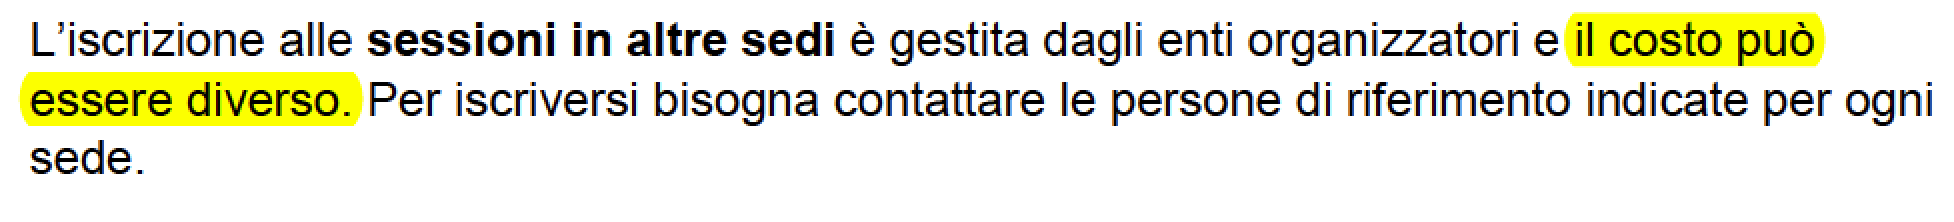 L’iscrizione alle sessioni in altre sedi è gestita dagli enti organizzatori e il costo può
essere diverso. Per iscriversi bisogna contattare le persone di riferimento indicate per ogni
sede.